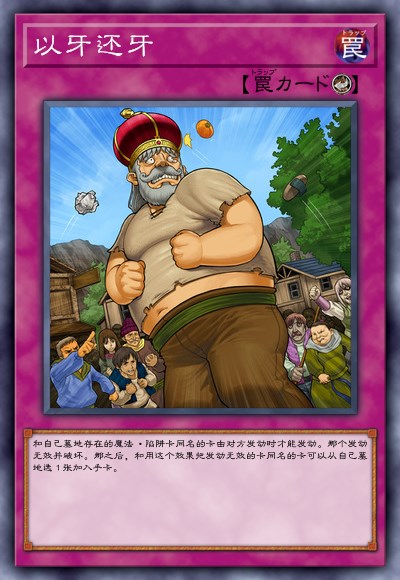 以牙还牙
トラップ
罠
トラップ
【罠カード】
和自己墓地存在的魔法·陷阱卡同名的卡由对方发动时才能发动。那个发动
无效并破坏。那之后，和用这个效果把发动无效的卡同名的卡可以从自己墓
地选1张加入手卡。